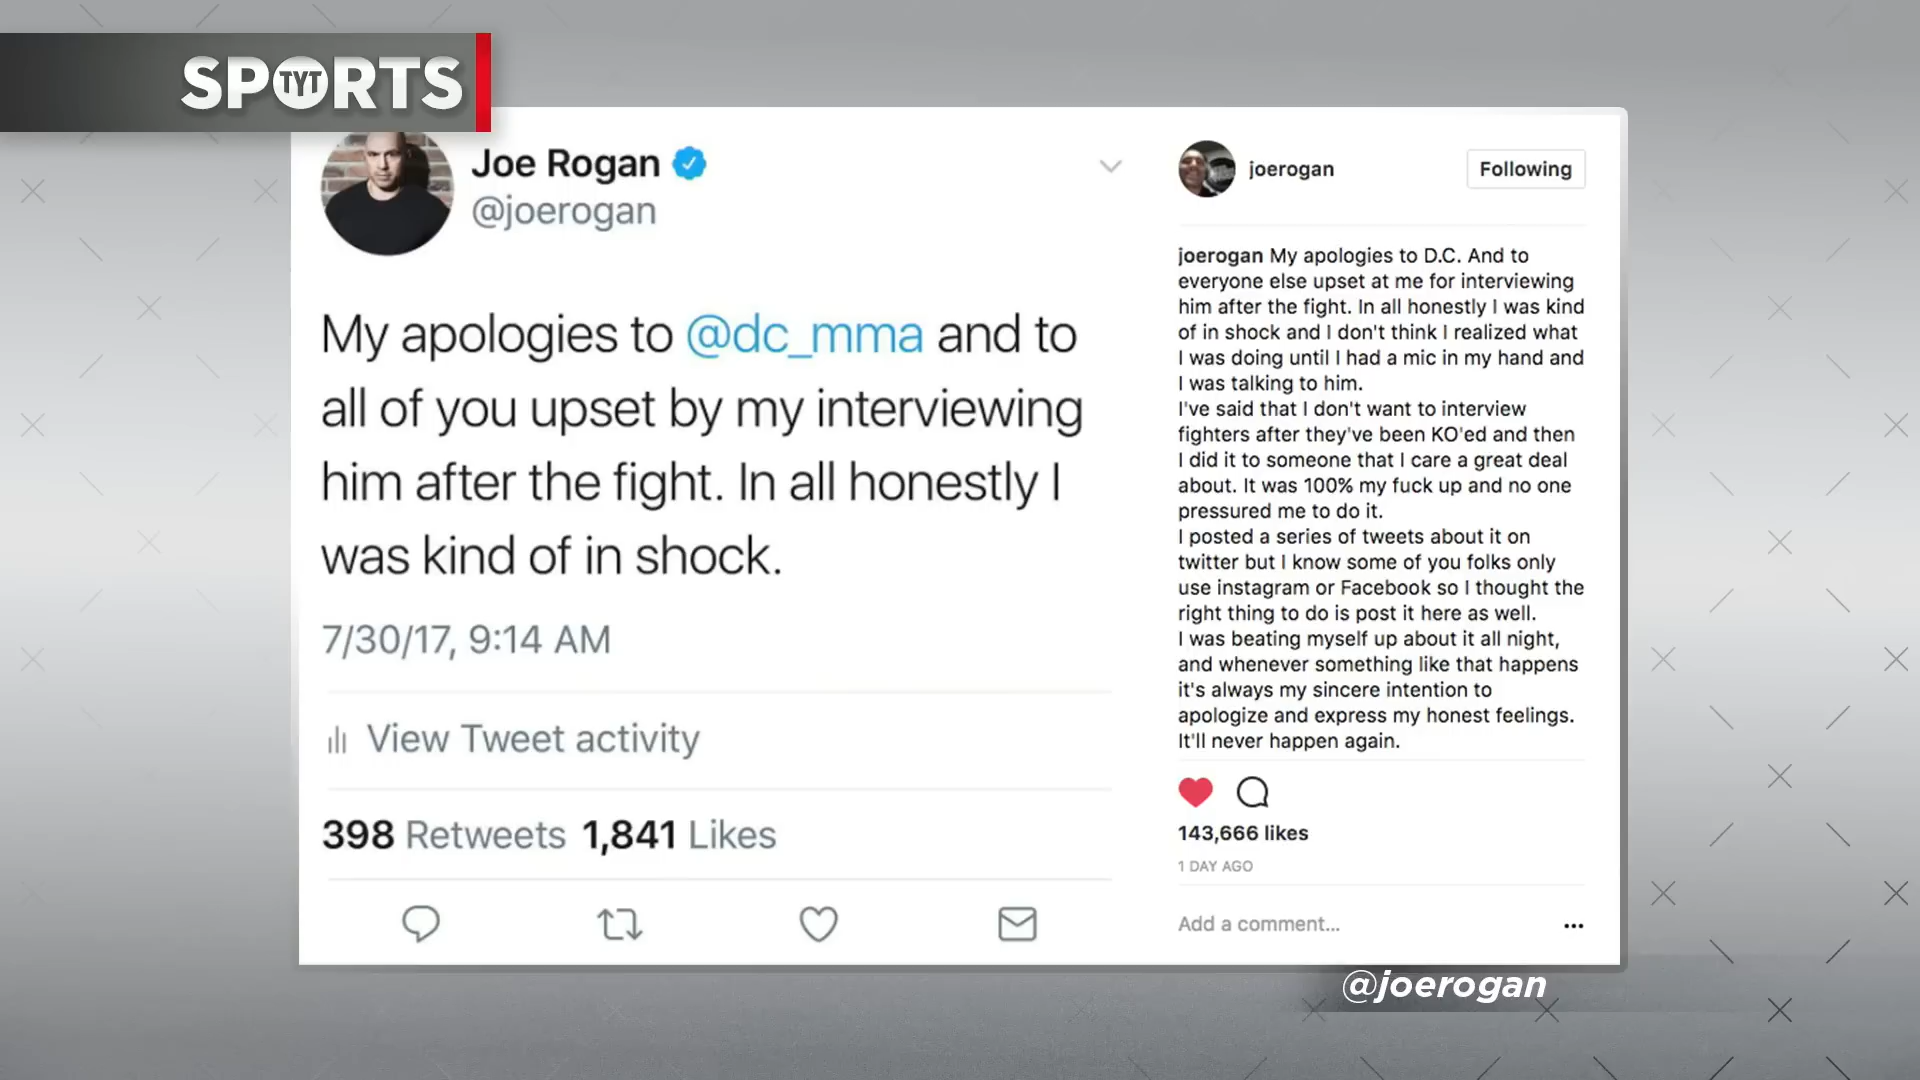 SPORTS
TYT
Joe Rogan
@joerogan
My apologies to @dc_mma and to
all of you upset by my interviewing
him after the fight. In all honestly I
was kind of in shock.
7/30/17, 9:14 AM
View Tweet activity
398 Retweets 1,841 Likes
joerogan
Following
joerogan My apologies to D.C. And to
everyone else upset at me for interviewing
him after the fight. In all honestly I was kind
of in shock and I don't think I realized what
I was doing until I had a mic in my hand and
I was talking to him.
I've said that I don't want to interview
fighters after they've been KO'ed and then
I did it to someone that I care a great deal
about. It was 100% my fuck up and no one
pressured me to do it.
I posted a series of tweets about it on
twitter but I know some of you folks only
use instagram or Facebook so I thought the
right thing to do is post it here as well.
I was beating myself up about it all night,
and whenever something like that happens
it's always my sincere intention to
apologize and express my honest feelings.
It'll never happen again.
143,666 likes
1 DAY AGO
Add a comment...
@joerogan